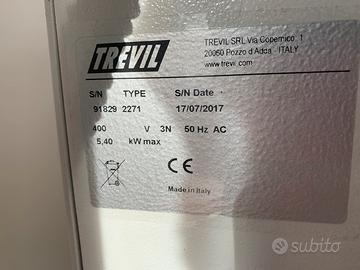 TREVIL
TREVIL SRL Via Copernico, 1
20060 Pozzo d'Adda - ITALY
www.trevil.com
S/N TYPE S/N Date
91829 2271 17/07/2017
400 V 3N 50 Hz AC
5,40 kW max
CE
Made in Italy
subito